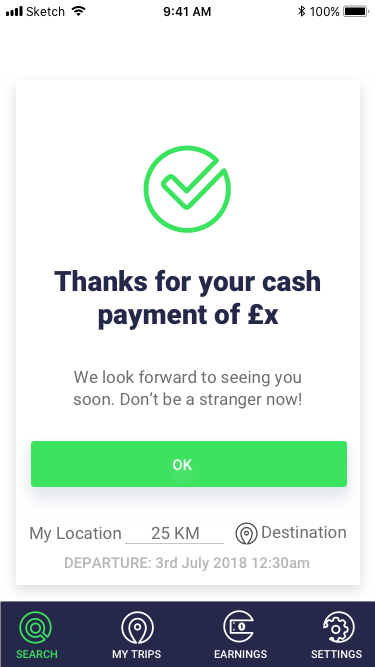 Sketch 9:41 AM 100%
Thanks for your cash
payment of £x
We look forward to seeing you
soon. Don't be a stranger now!
OK
My Location 25 KM Destination
DEPARTURE: 3rd July 2018 12:30am
SEARCH MY TRIPS EARNINGS SETTINGS